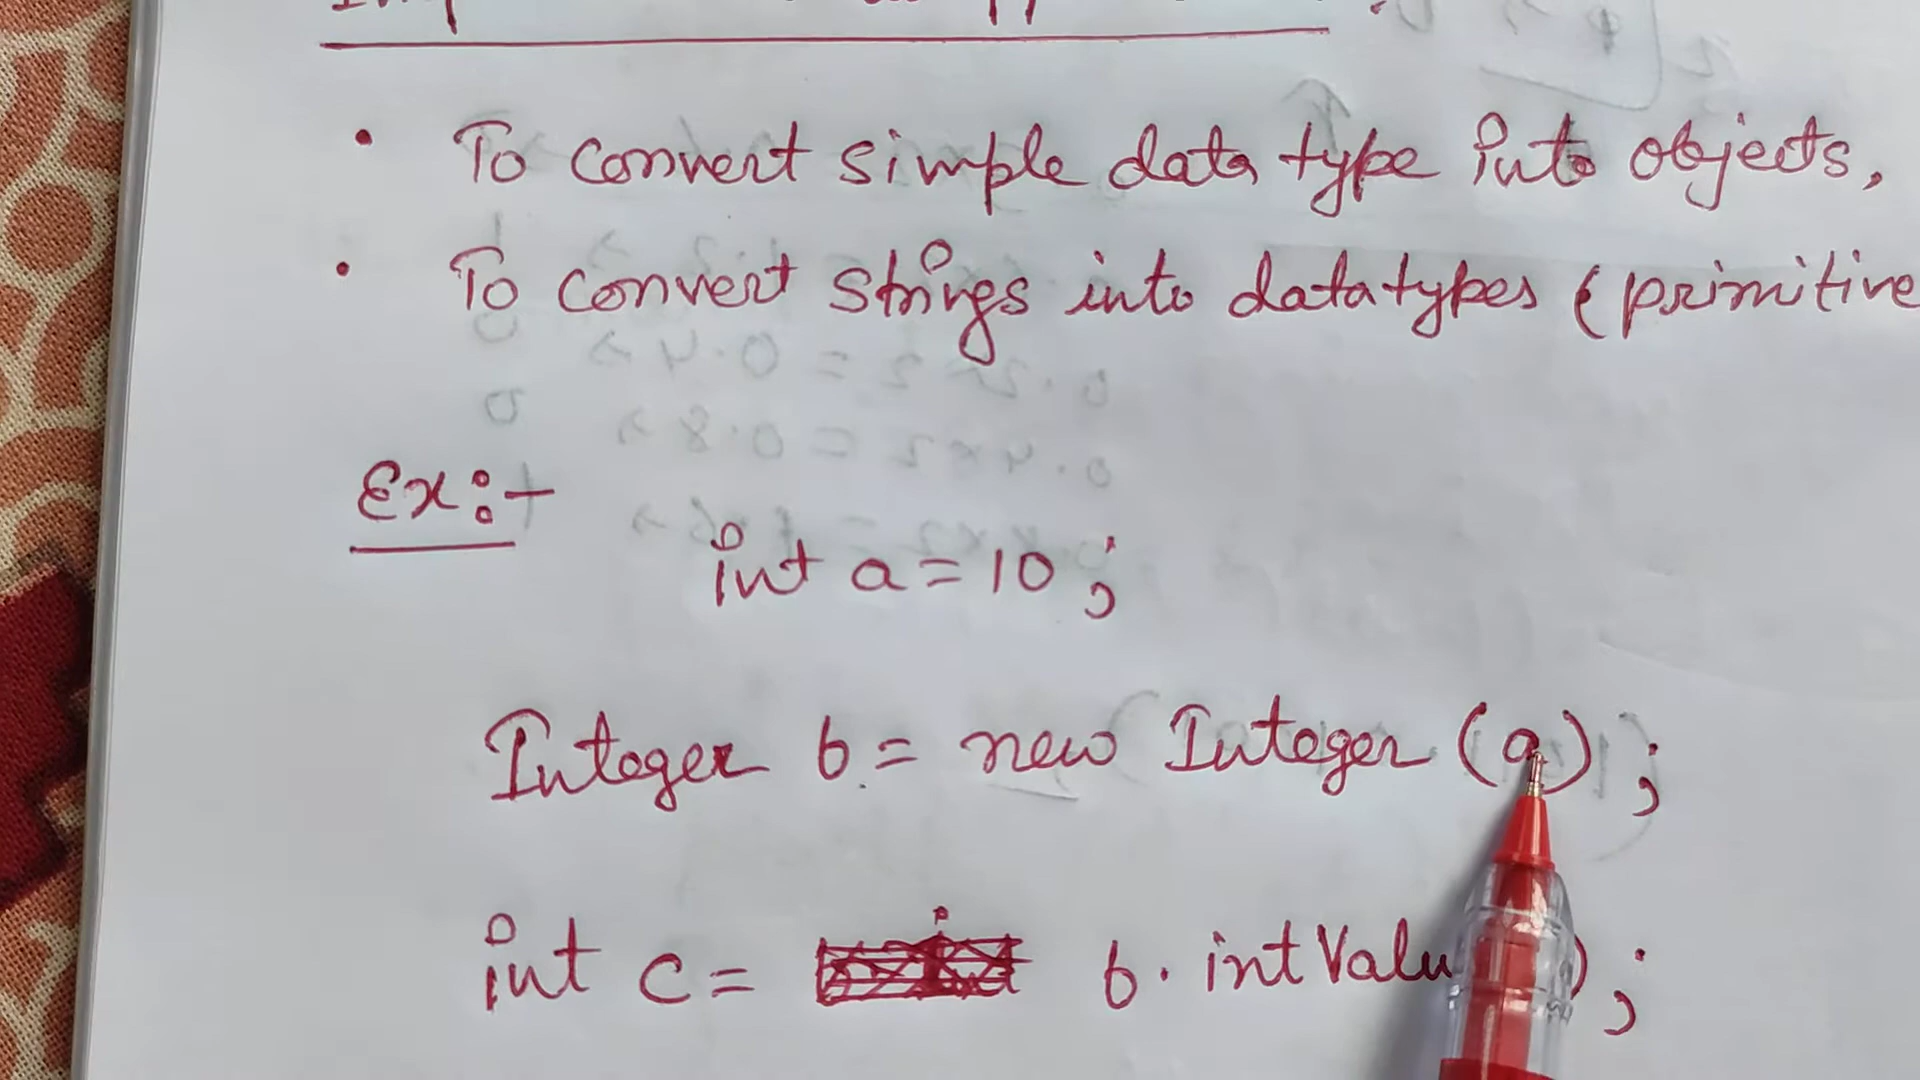 • To convert simple data type into objects,
• To convert strings into datatypes (primitive
Ex:-
int a = 10;
Integer b = new Integer (a);
int c = b. intValu );